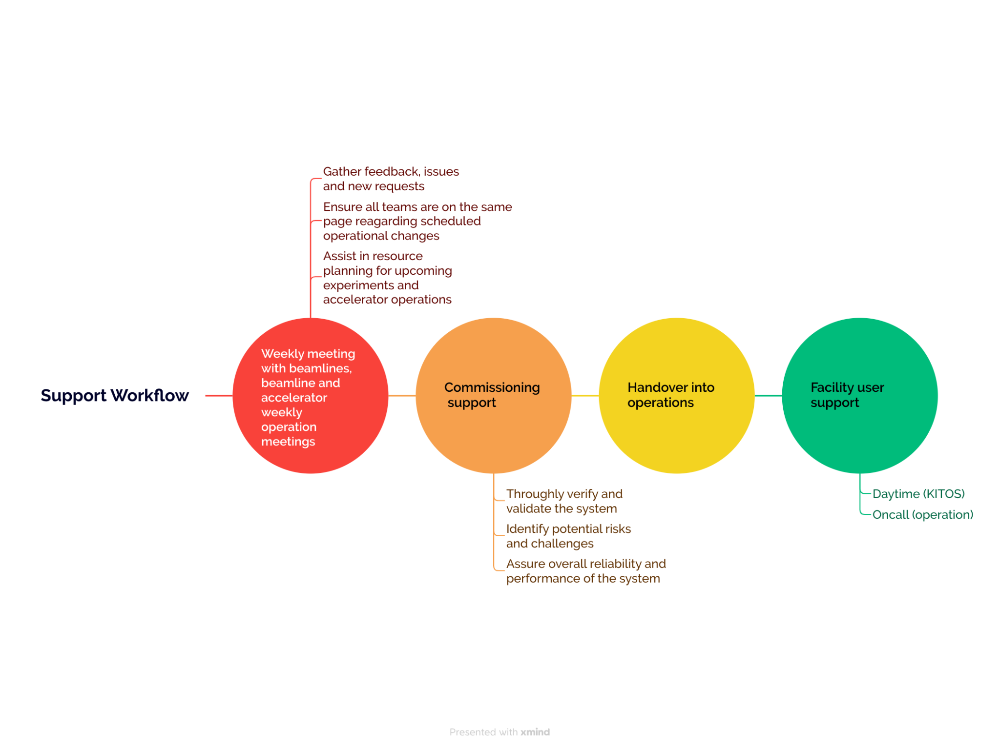 Gather feedback, issues
and new requests
Ensure all teams are on the same
page reagarding scheduled
operational changes
Assist in resource
planning for upcoming
experiments and
accelerator operations
Support Workflow
Weekly meeting
with beamlines,
beamline and
accelerator
weekly
operation
meetings
Commissioning
support
Handover into
operations
Facility user
support
Throughly verify and
validate the system
Identify potential risks
and challenges
Assure overall reliability and
performance of the system
Daytime (KITOS)
Oncall (operation)
Presented with xmind